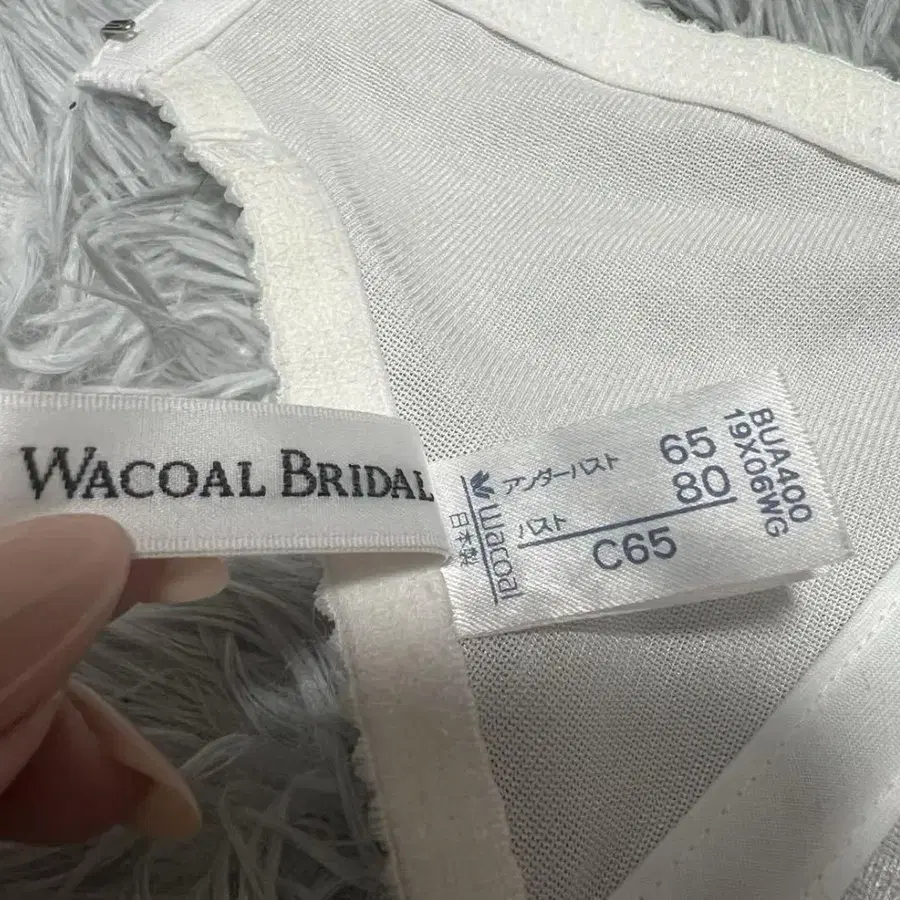 WACOAL BRIDAL
アンダーバスト 65
バスト 80
C65
wacoal
日本製
BUA400
19X06WG